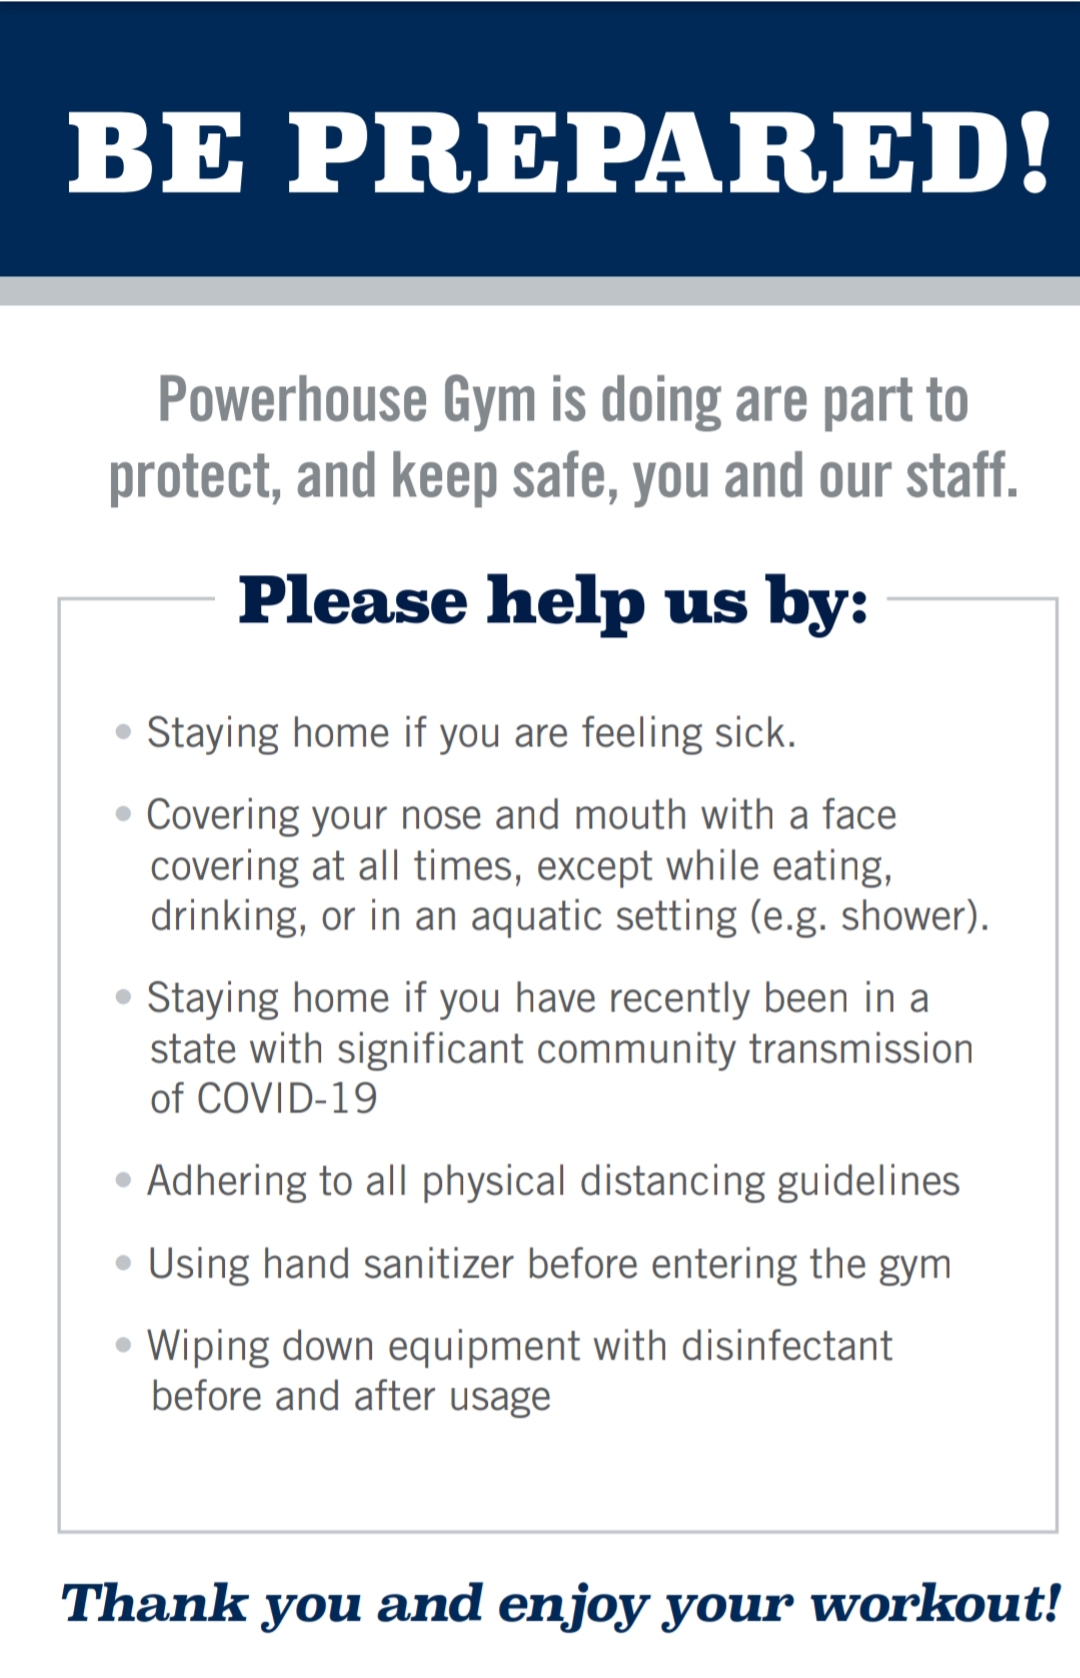 BE PREPARED!
Powerhouse Gym is doing are part to
protect, and keep safe, you and our staff.
Please help us by:
• Staying home if you are feeling sick.
• Covering your nose and mouth with a face
covering at all times, except while eating,
drinking, or in an aquatic setting (e.g. shower).
• Staying home if you have recently been in a
state with significant community transmission
of COVID-19
• Adhering to all physical distancing guidelines
• Using hand sanitizer before entering the gym
• Wiping down equipment with disinfectant
before and after usage
Thank you and enjoy your workout!